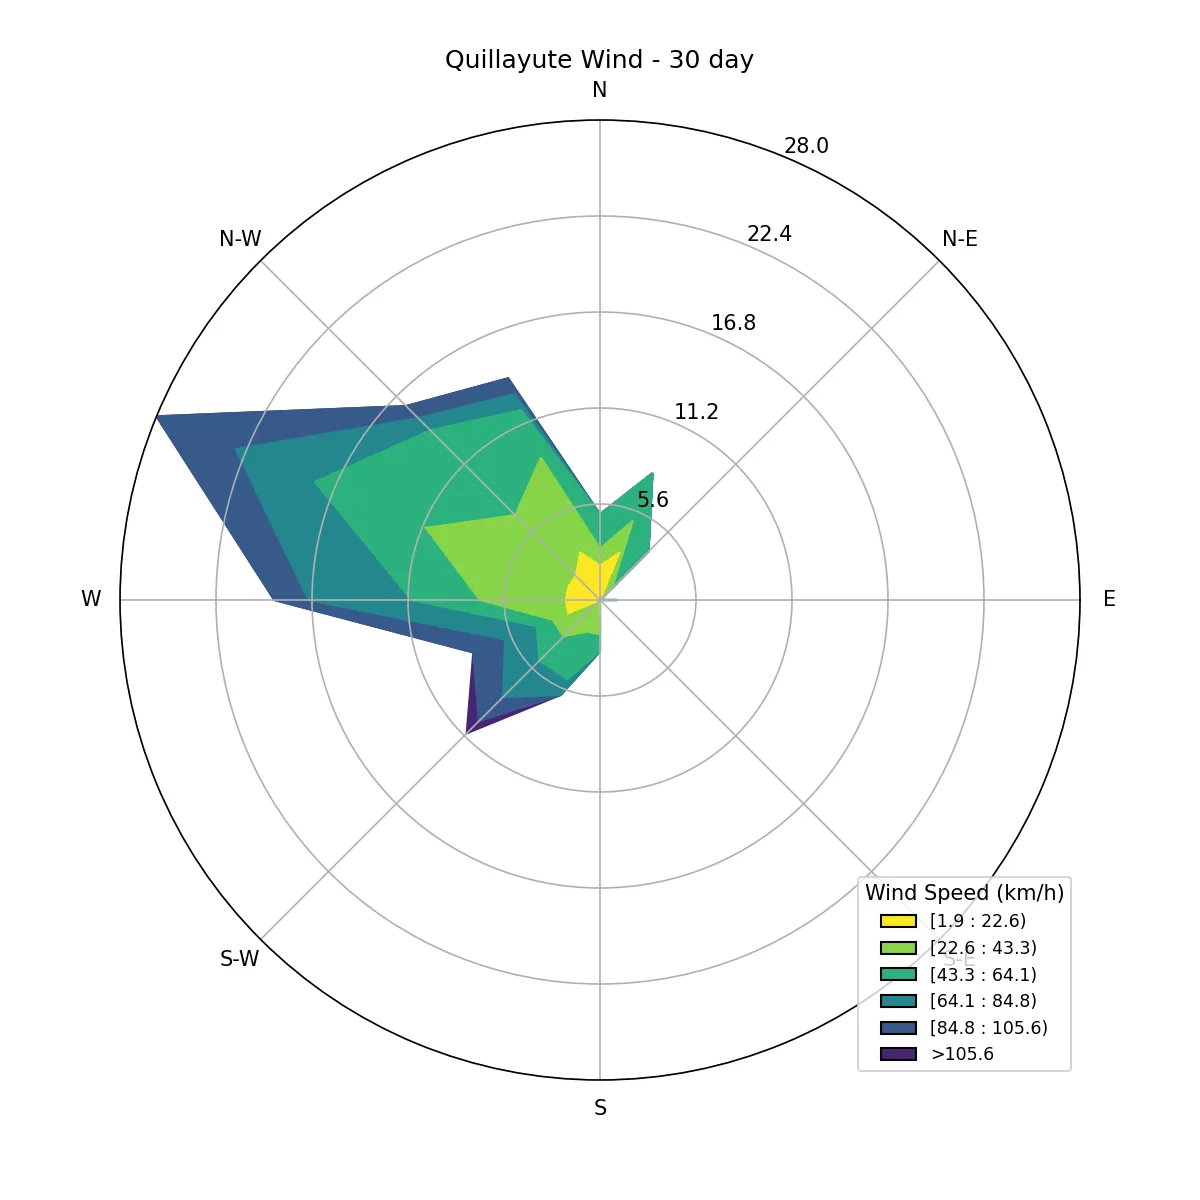 Quillayute Wind - 30 day
N
28.0
N-W
22.4
N-E
16.8
11.2
5.6
W
E
Wind Speed (km/h)
[1.9 : 22.6)
[22.6 : 43.3)
S-W
S-E
[43.3 : 64.1)
[64.1 : 84.8)
[84.8 : 105.6)
>105.6
S